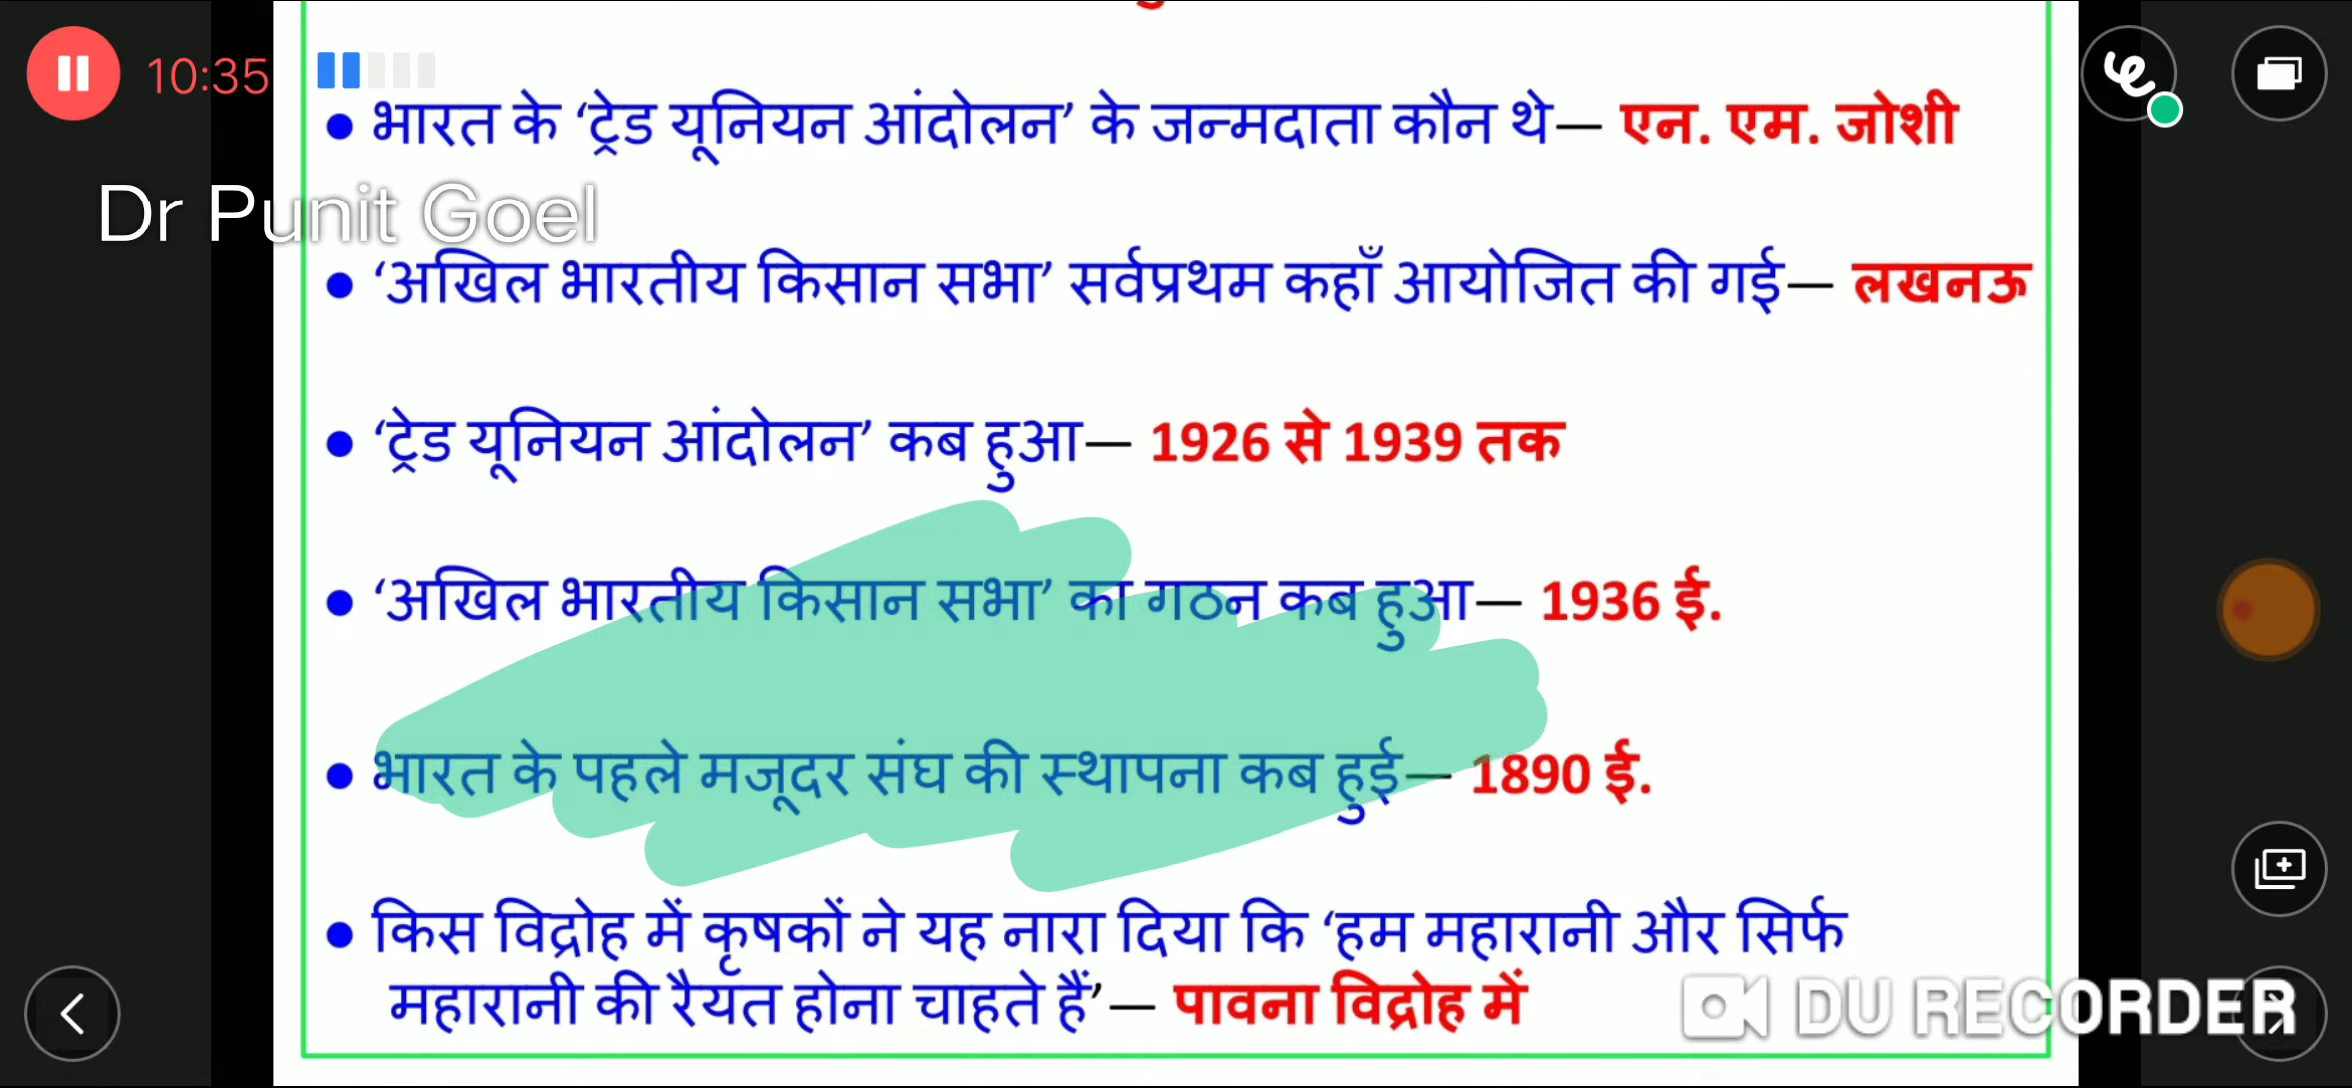 10:35
• भारत के ‘ट्रेड यूनियन आंदोलन’ के जन्मदाता कौन थे— एन. एम. जोशी
Dr Punit Goel
• ‘अखिल भारतीय किसान सभा’ सर्वप्रथम कहाँ आयोजित की गई— लखनऊ
• ‘ट्रेड यूनियन आंदोलन’ कब हुआ— 1926 से 1939 तक
• ‘अखिल भारतीय किसान सभा’ का गठन कब हुआ— 1936 ई.
• भारत के पहले मजूदर संघ की स्थापना कब हुई— 1890 ई.
• किस विद्रोह में कृषकों ने यह नारा दिया कि ‘हम महारानी और सिर्फ
महारानी की रैयत होना चाहते हैं’— पावना विद्रोह में
DU RECORDER